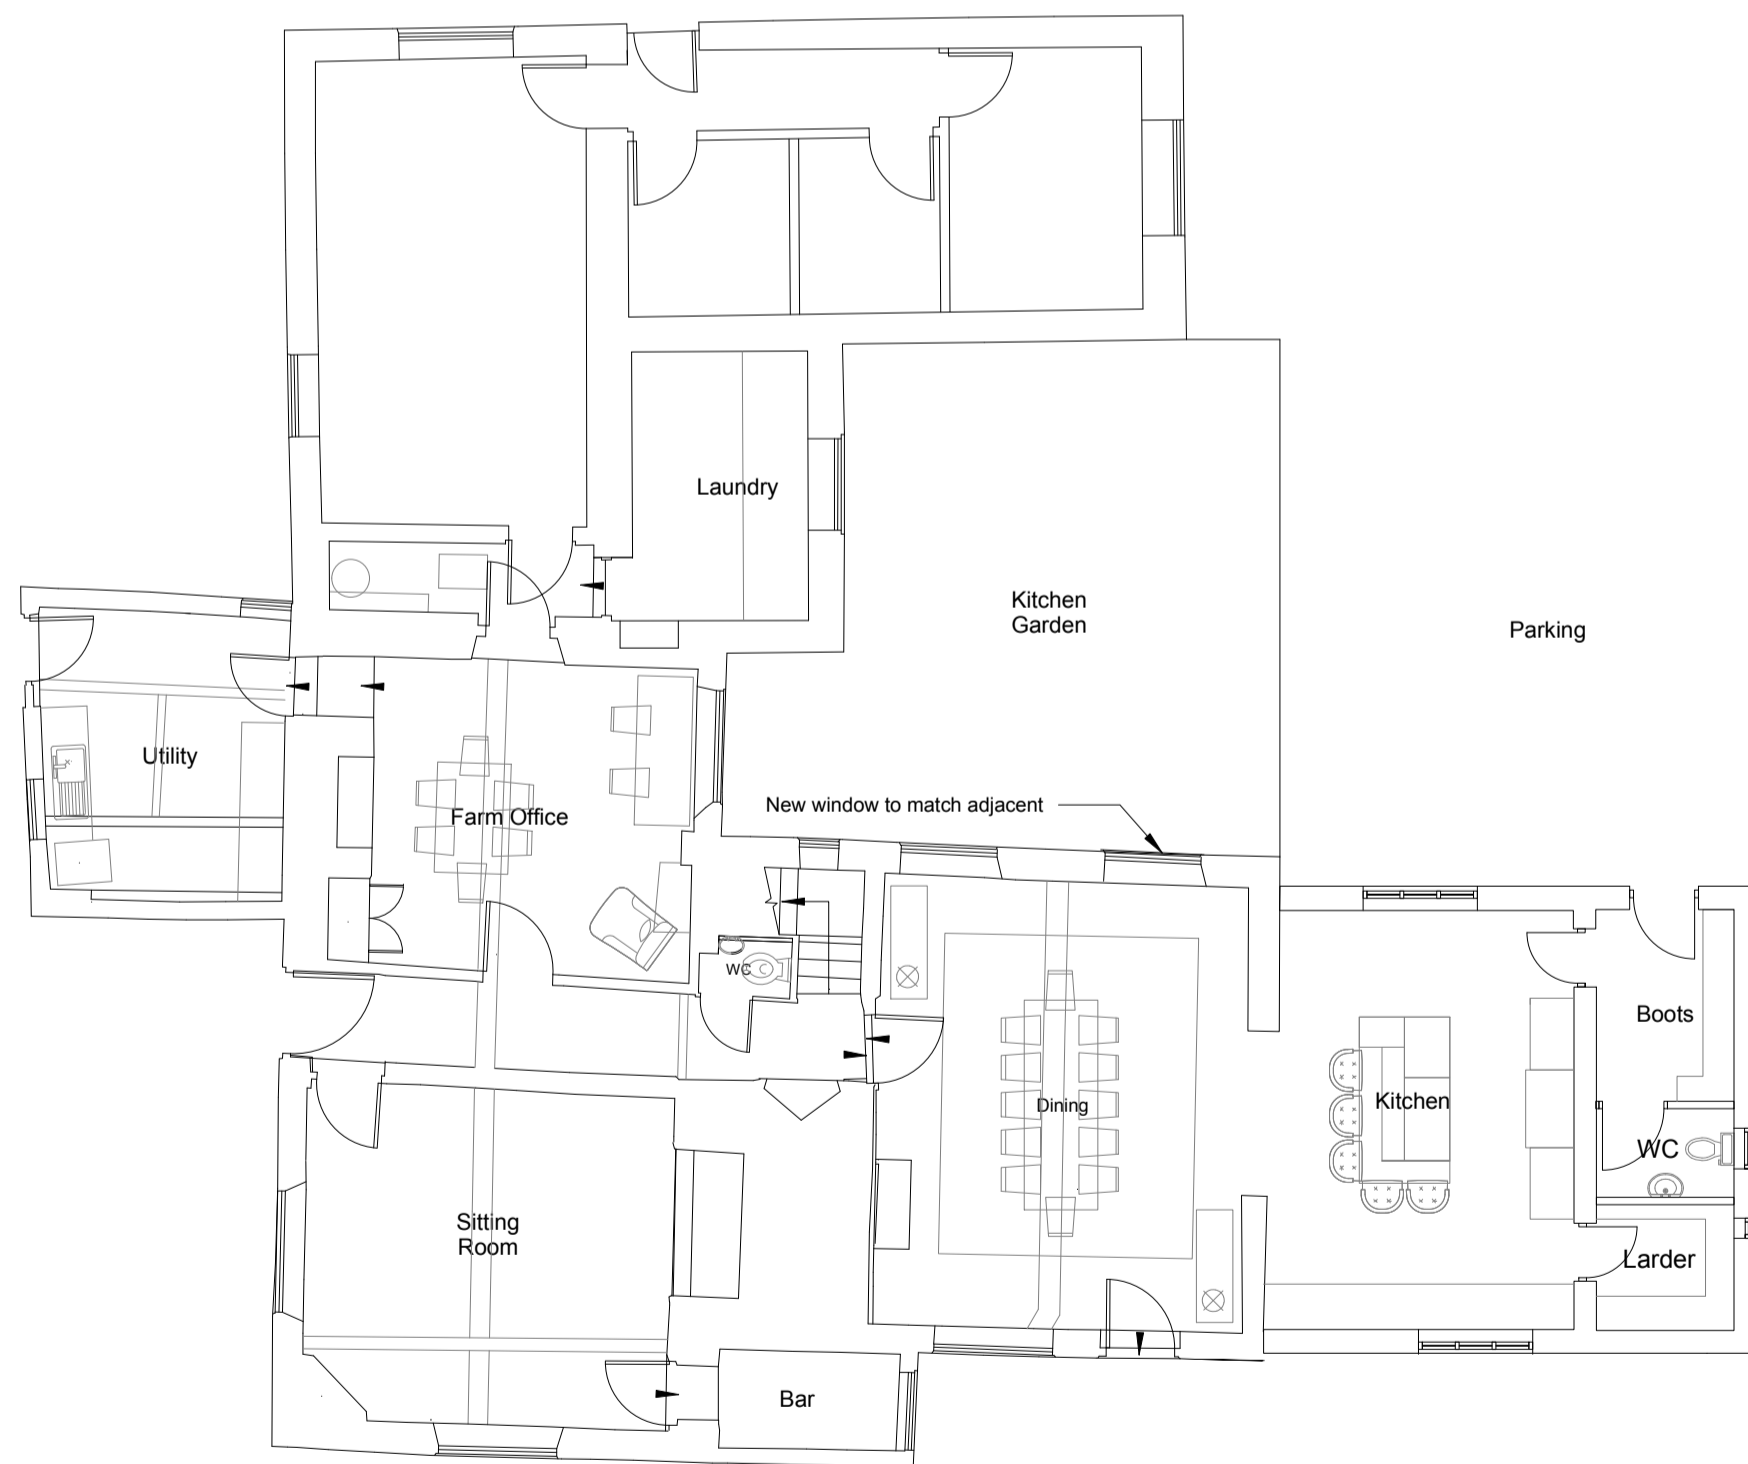 Laundry
Kitchen
Garden
Parking
Utility
New window to match adjacent
Farm Office
WC
Boots
Dining
Kitchen
WC
Sitting
Room
Larder
Bar